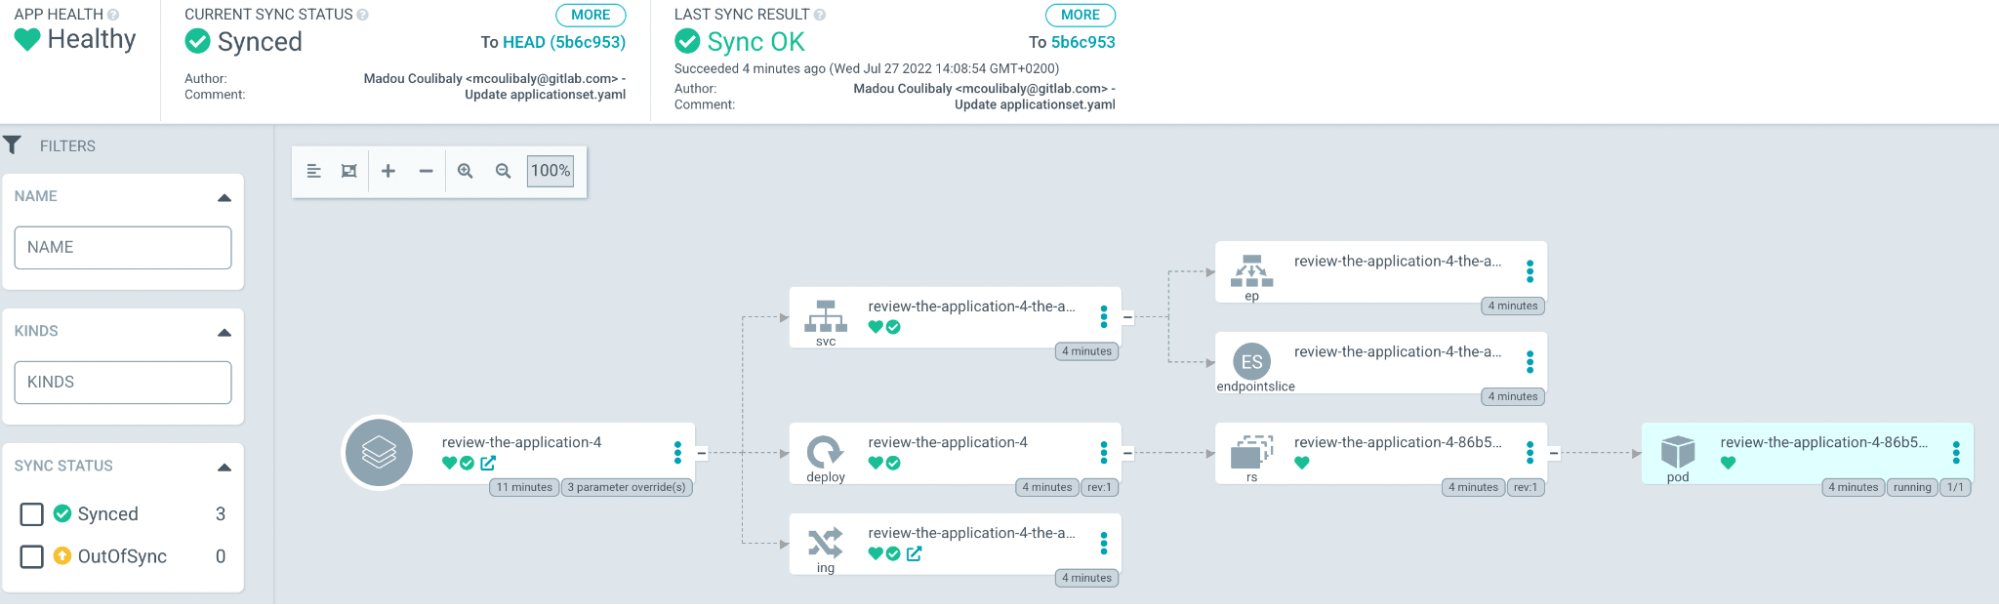 APP HEALTH
Healthy
CURRENT SYNC STATUS
MORE
Synced
To HEAD (5b6c953)
Author:
Madou Coulibaly <mcoulibaly@gitlab.com> -
Comment:
Update applicationset.yaml
LAST SYNC RESULT
MORE
Sync OK
To 5b6c953
Succeeded 4 minutes ago (Wed Jul 27 2022 14:08:54 GMT+0200)
Author:
Madou Coulibaly <mcoulibaly@gitlab.com> -
Comment:
Update applicationset.yaml
FILTERS
NAME
NAME
KINDS
KINDS
SYNC STATUS
Synced 3
OutOfSync 0
100%
review-the-application-4
11 minutes
3 parameter override(s)
review-the-application-4-the-a...
svc
4 minutes
review-the-application-4
deploy
4 minutes
rev:1
review-the-application-4-the-a...
ing
4 minutes
review-the-application-4-the-a...
ep
4 minutes
ES
review-the-application-4-the-a...
endpointslice
4 minutes
review-the-application-4-86b5...
rs
4 minutes
rev:1
review-the-application-4-86b5...
pod
4 minutes
running
1/1